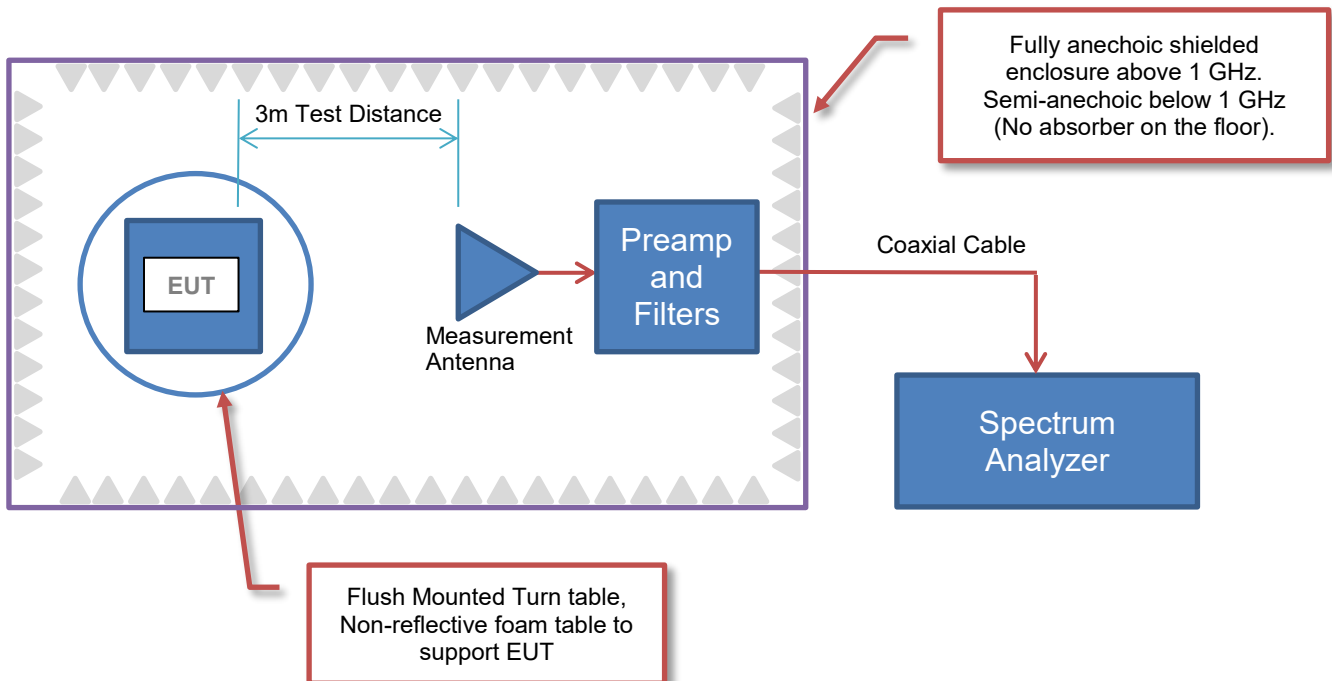 Fully anechoic shielded
enclosure above 1 GHz.
Semi-anechoic below 1 GHz
(No absorber on the floor).
3m Test Distance
EUT
Measurement
Antenna
Preamp
and
Filters
Coaxial Cable
Spectrum
Analyzer
Flush Mounted Turn table,
Non-reflective foam table to
support EUT